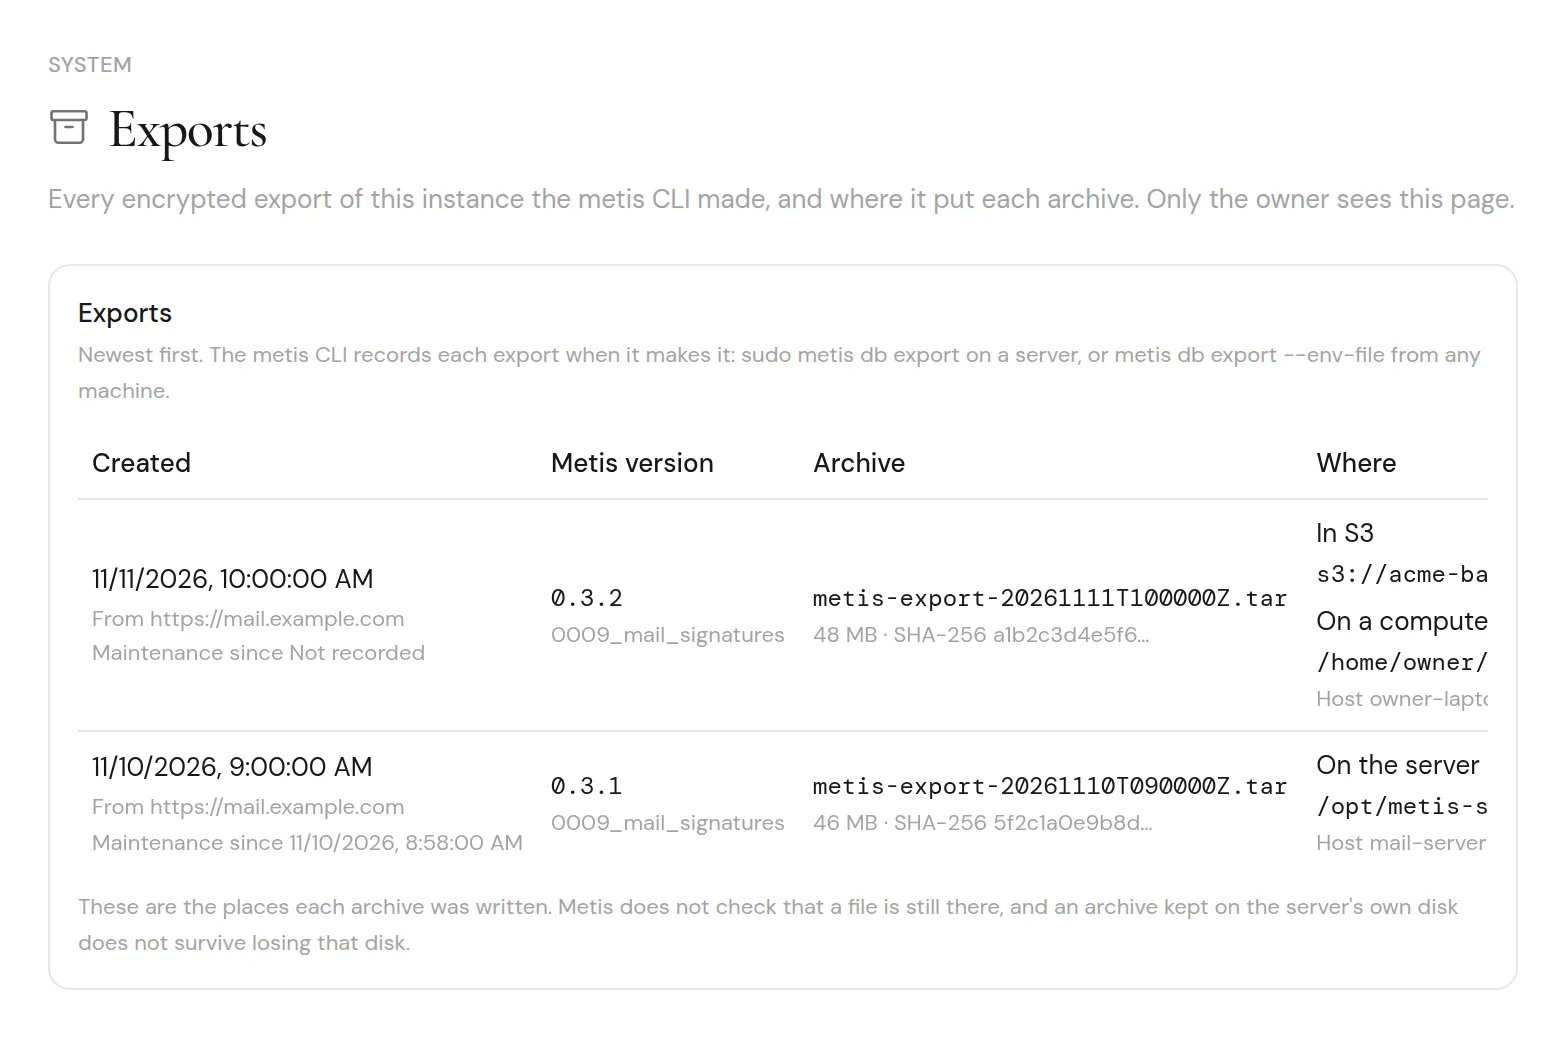 SYSTEM
Exports
Every encrypted export of this instance the metis CLI made, and where it put each archive. Only the owner sees this page.
Exports
Newest first. The metis CLI records each export when it makes it: sudo metis db export on a server, or metis db export --env-file from any
machine.
Created Metis version Archive Where
11/11/2026, 10:00:00 AM
From https://mail.example.com
Maintenance since Not recorded
0.3.2
0009_mail_signatures
metis-export-20261111T100000Z.tar
48 MB · SHA-256 a1b2c3d4e5f6…
In S3
s3://acme-ba
On a compute
/home/owner/
Host owner-lapto
11/10/2026, 9:00:00 AM
From https://mail.example.com
Maintenance since 11/10/2026, 8:58:00 AM
0.3.1
0009_mail_signatures
metis-export-20261110T090000Z.tar
46 MB · SHA-256 5f2c1a0e9b8d…
On the server
/opt/metis-s
Host mail-server
These are the places each archive was written. Metis does not check that a file is still there, and an archive kept on the server's own disk
does not survive losing that disk.